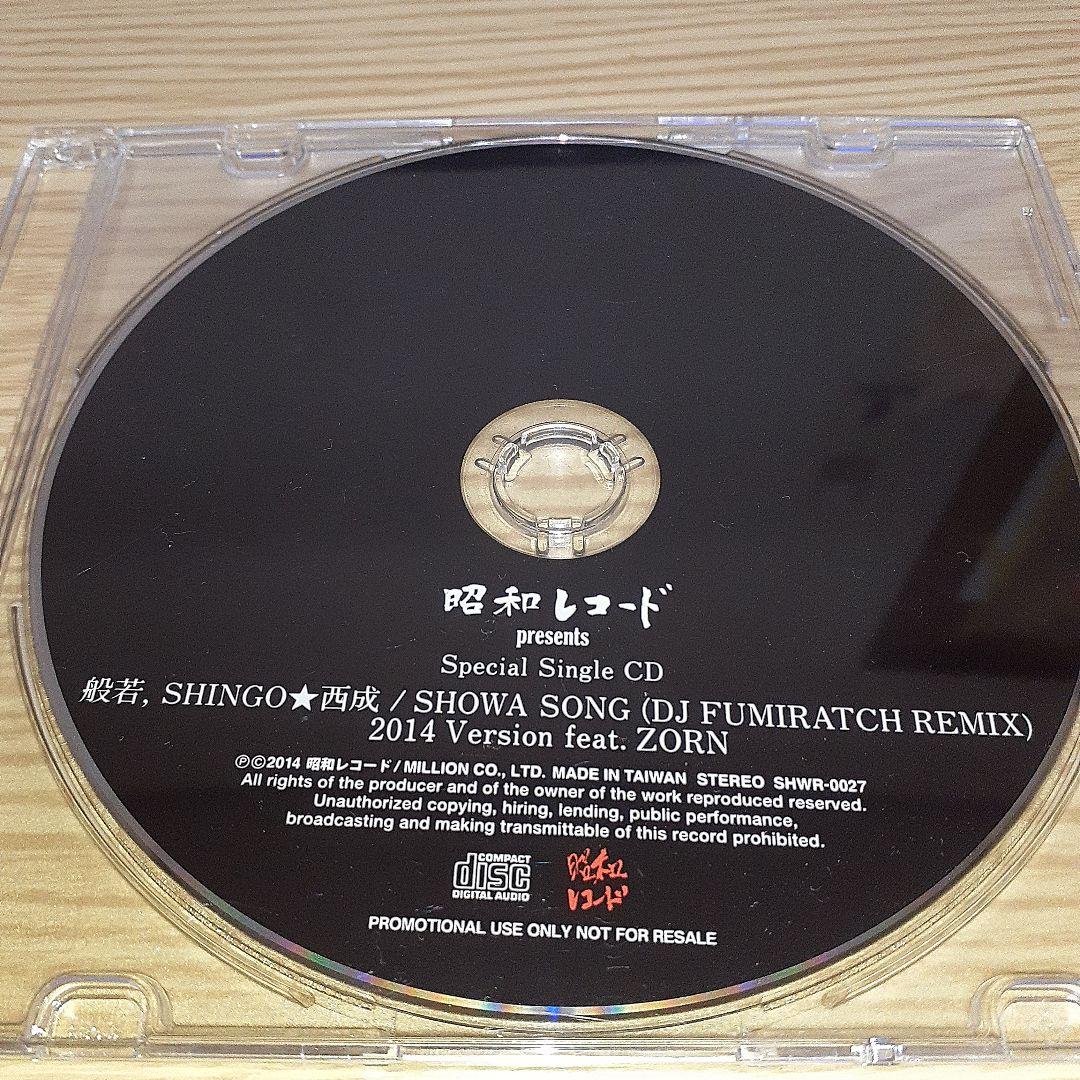 昭和レコード
presents
Special Single CD
般若, SHINGO★西成 / SHOWA SONG (DJ FUMIRATCH REMIX)
2014 Version feat. ZORN
ⓅⒸ2014 昭和レコード / MILLION CO., LTD. MADE IN TAIWAN STEREO SHWR-0027
All rights of the producer and of the owner of the work reproduced reserved.
Unauthorized copying, hiring, lending, public performance,
broadcasting and making transmittable of this record prohibited.
COMPACT
disc
DIGITAL AUDIO
昭和
レコード
PROMOTIONAL USE ONLY NOT FOR RESALE